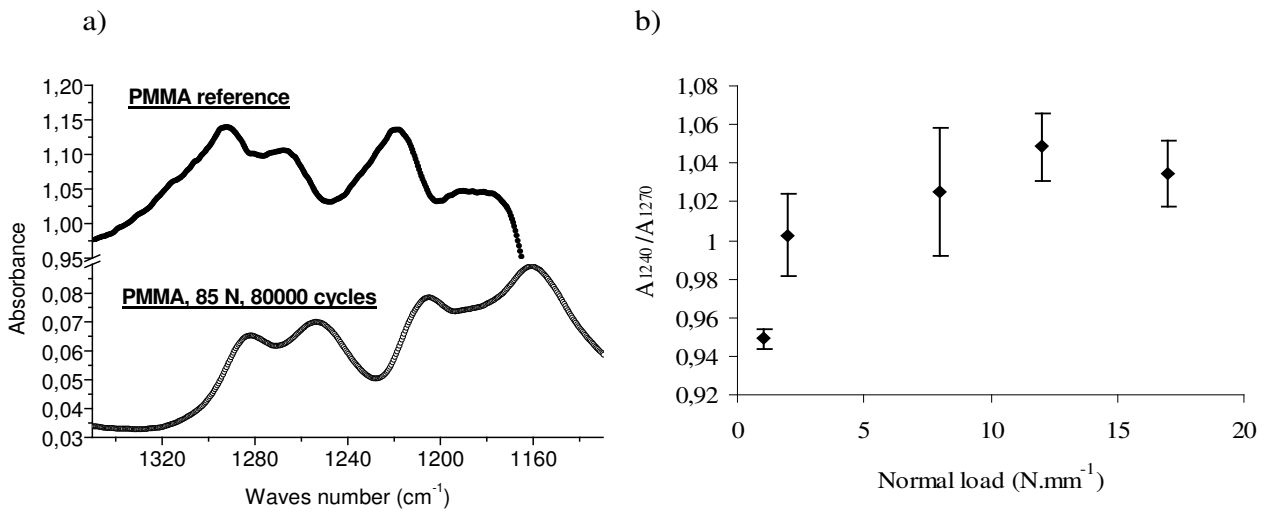 a)
1,20
PMMA reference
1,15
1,10
1,05
1,00
0,95
0,08
PMMA, 85 N, 80000 cycles
0,07
0,06
0,05
0,04
0,03
1320 1280 1240 1200 1160
Absorbance
Waves number (cm-1)
b)
1,08
1,06
1,04
1,02
1
0,98
0,96
0,94
0,92
0 5 10 15 20
A1240/A1270
Normal load (N.mm-1)